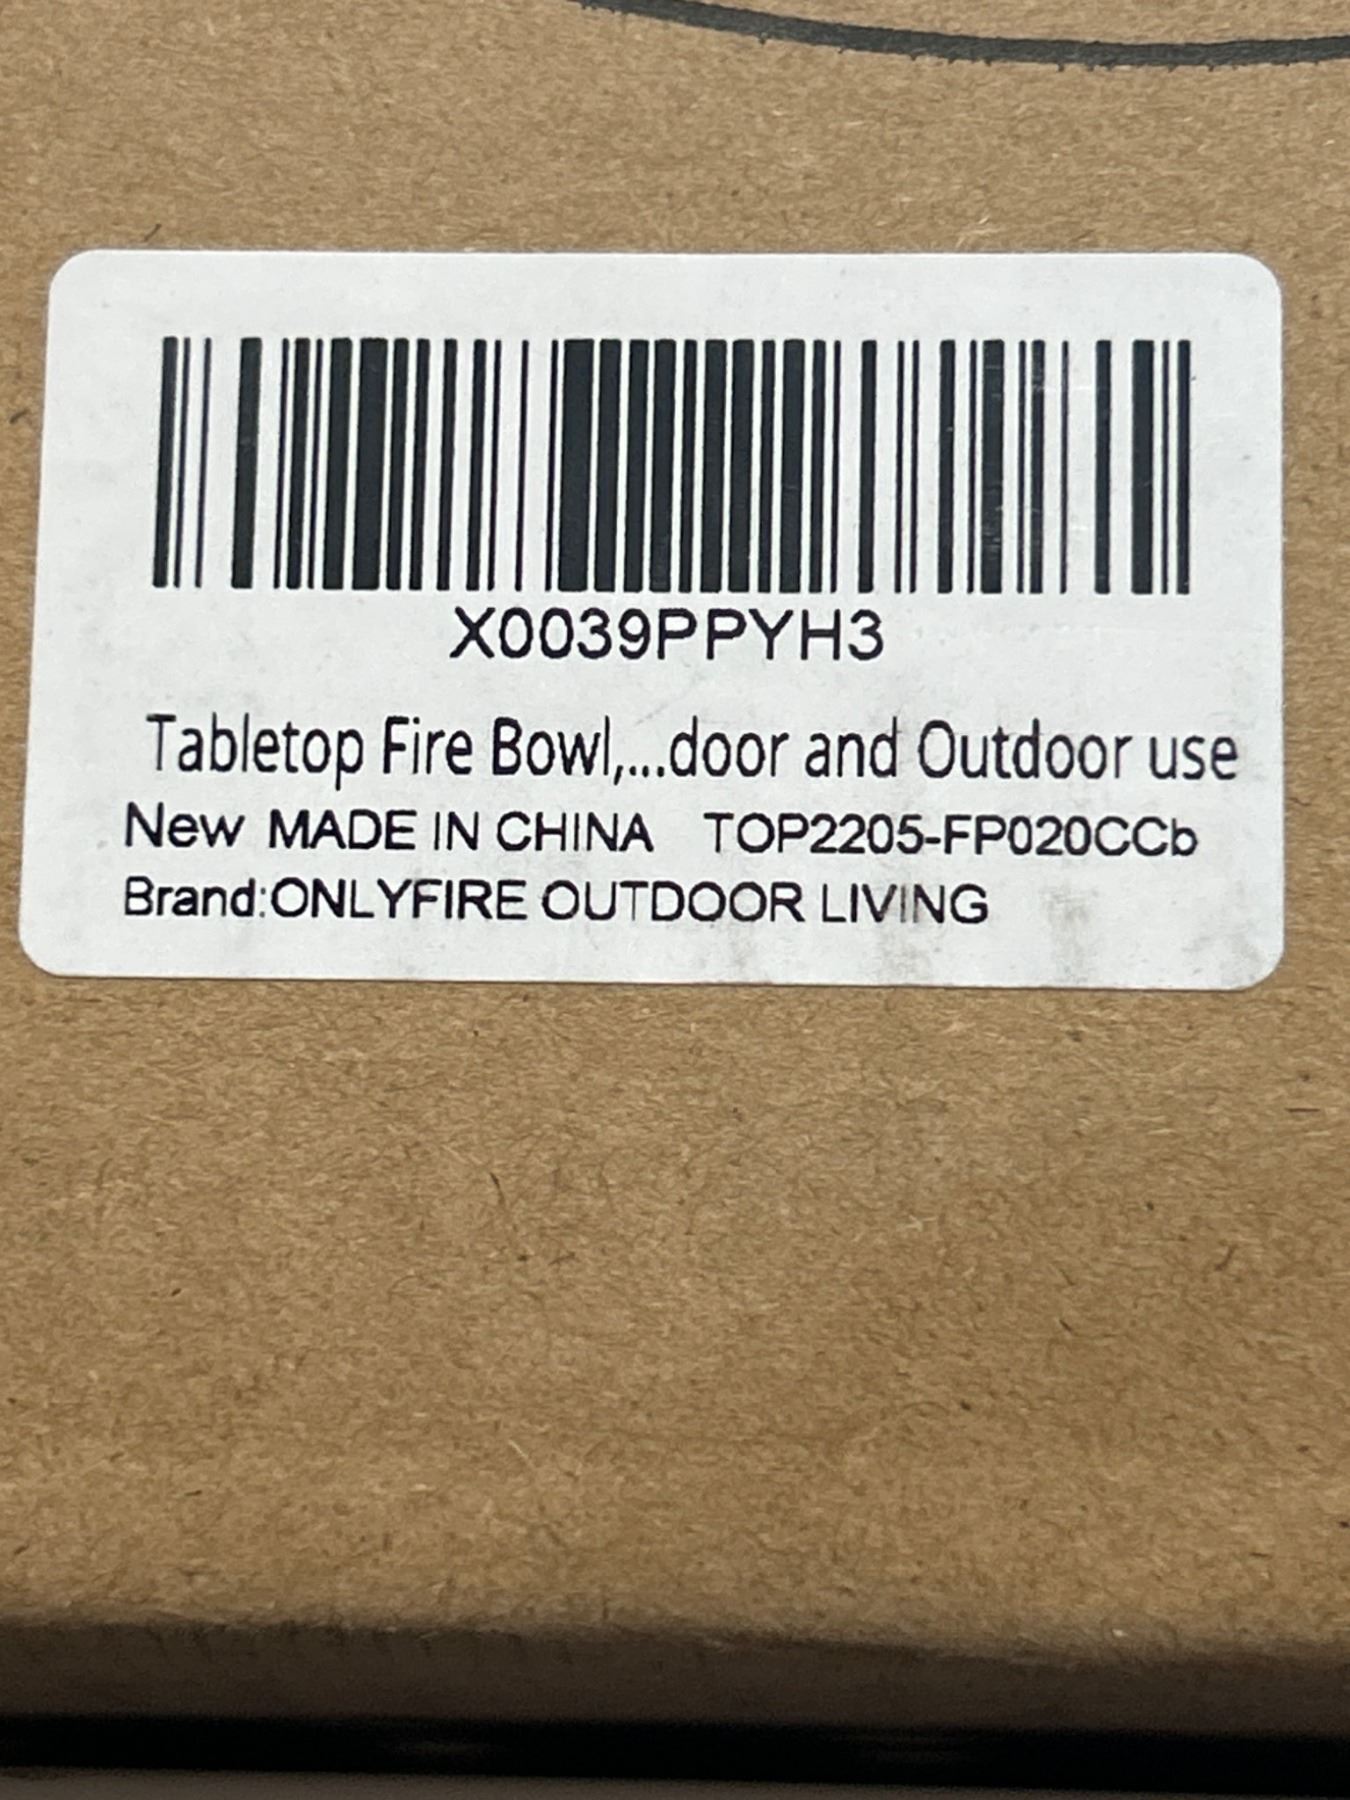 X0039PPYH3
Tabletop Fire Bowl,...door and Outdoor use
New MADE IN CHINA TOP2205-FP020CCb
Brand:ONLYFIRE OUTDOOR LIVING